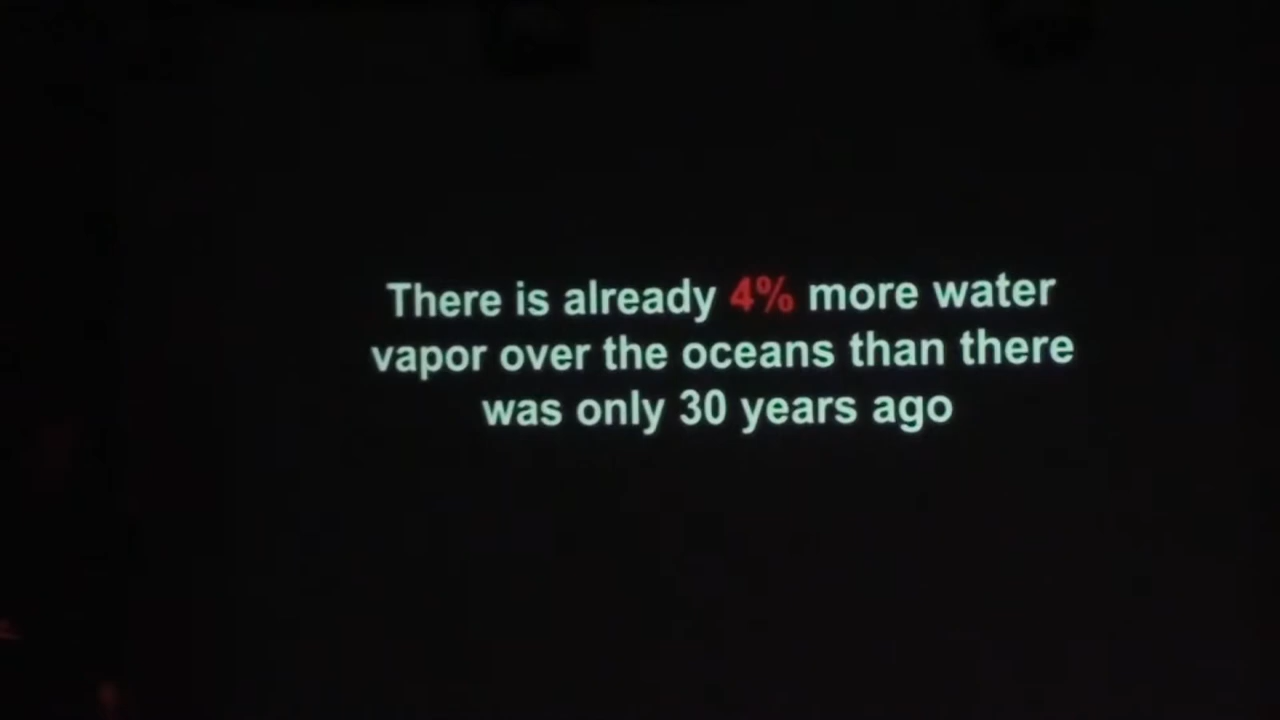 There is already 4% more water
vapor over the oceans than there
was only 30 years ago